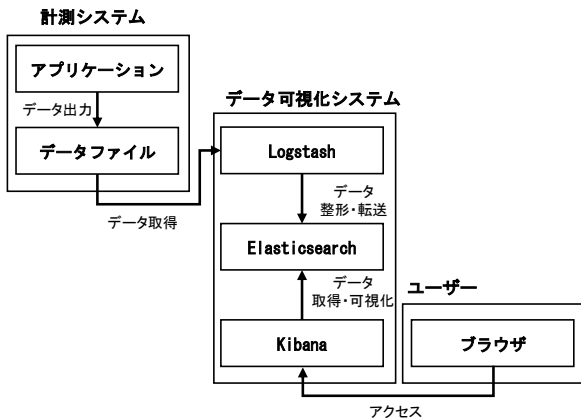 計測システム
アプリケーション
データ出力
データファイル
データ取得
データ可視化システム
Logstash
データ
整形・転送
Elasticsearch
データ
取得・可視化
Kibana
ユーザー
ブラウザ
アクセス